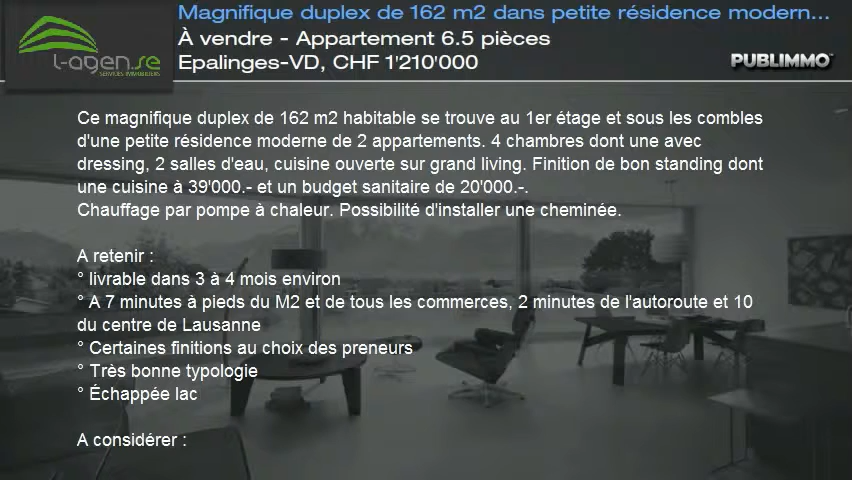 Magnifique duplex de 162 m2 dans petite résidence modern...
l-agen.se
SERVICES IMMOBILIERS
À vendre - Appartement 6.5 pièces
Epalinges-VD, CHF 1'210'000
PUBLIMMO
Ce magnifique duplex de 162 m2 habitable se trouve au 1er étage et sous les combles
d'une petite résidence moderne de 2 appartements. 4 chambres dont une avec
dressing, 2 salles d'eau, cuisine ouverte sur grand living. Finition de bon standing dont
une cuisine à 39'000.- et un budget sanitaire de 20'000.-.
Chauffage par pompe à chaleur. Possibilité d'installer une cheminée.
A retenir :
° livrable dans 3 à 4 mois environ
° A 7 minutes à pieds du M2 et de tous les commerces, 2 minutes de l'autoroute et 10
du centre de Lausanne
° Certaines finitions au choix des preneurs
° Très bonne typologie
° Échappée lac
A considérer :